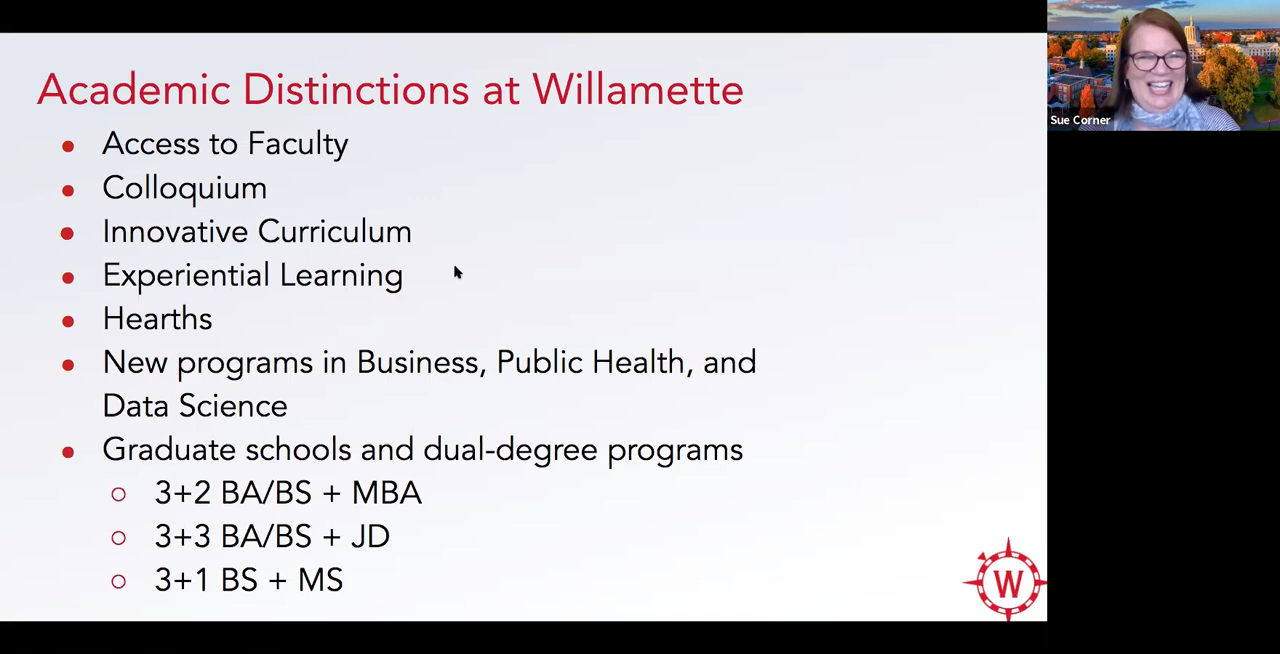 Academic Distinctions at Willamette
Access to Faculty
Colloquium
Innovative Curriculum
Experiential Learning
Hearths
New programs in Business, Public Health, and
Data Science
Graduate schools and dual-degree programs
3+2 BA/BS + MBA
3+3 BA/BS + JD
3+1 BS + MS
W
Sue Corner